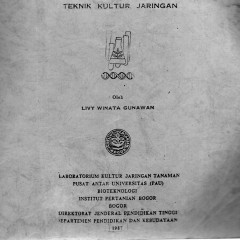 TEKNIK KULTUR JARINGAN
Oleh
LIVY WINATA GUNAWAN
LABORATORIUM KULTUR JARINGAN TANAMAN
PUSAT ANTAR UNIVERSITAS (PAU)
BIOTEKNOLOGI
INSTITUT PERTANIAN BOGOR
BOGOR
DIREKTORAT JENDERAL PENDIDIKAN TINGGI
DEPARTEMEN PENDIDIKAN DAN KEBUDAYAAN
1987